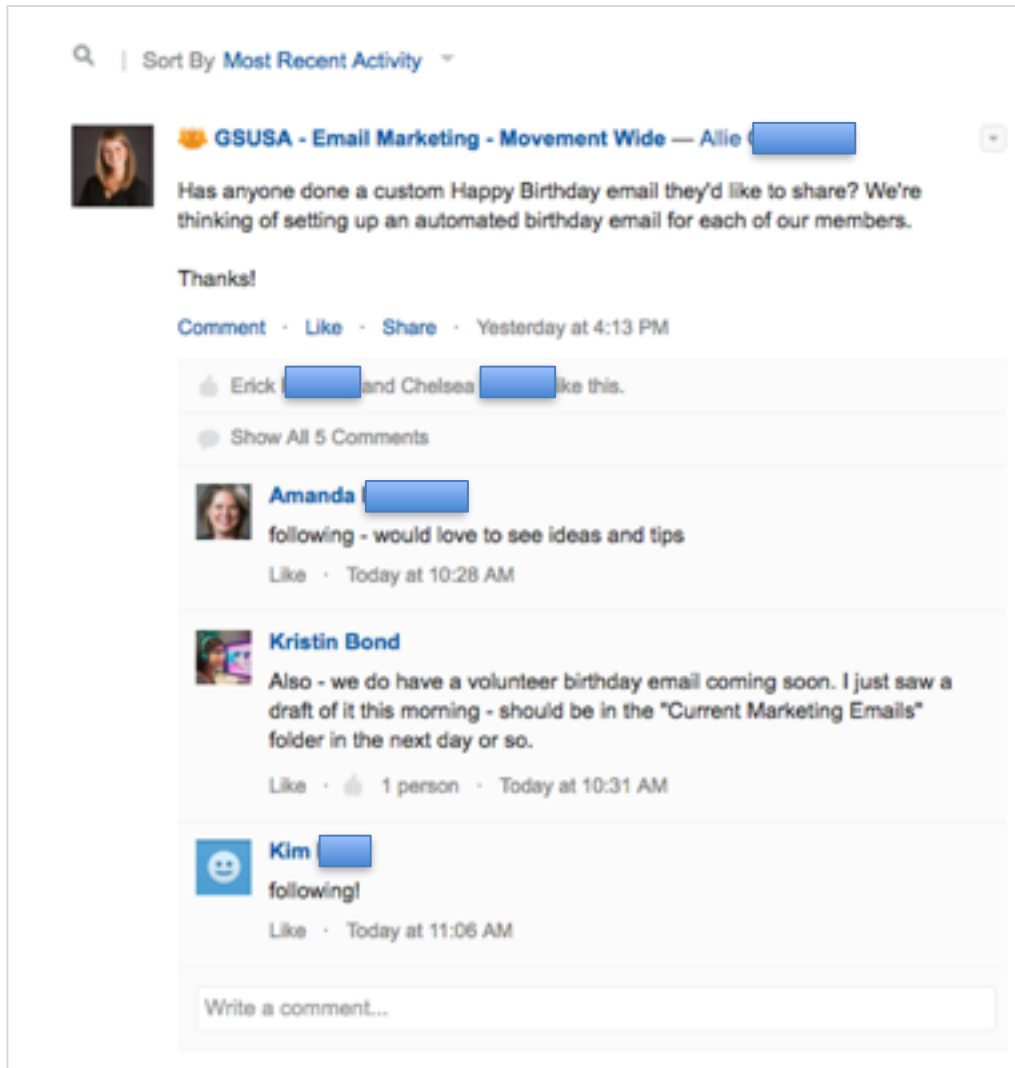 Sort By Most Recent Activity
GSUSA - Email Marketing - Movement Wide — Allie
Has anyone done a custom Happy Birthday email they'd like to share? We're
thinking of setting up an automated birthday email for each of our members.
Thanks!
Comment · Like · Share · Yesterday at 4:13 PM
Erick and Chelsea like this.
Show All 5 Comments
Amanda
following - would love to see ideas and tips
Like · Today at 10:28 AM
Kristin Bond
Also - we do have a volunteer birthday email coming soon. I just saw a
draft of it this morning - should be in the "Current Marketing Emails"
folder in the next day or so.
Like · 1 person · Today at 10:31 AM
Kim
following!
Like · Today at 11:06 AM
Write a comment...